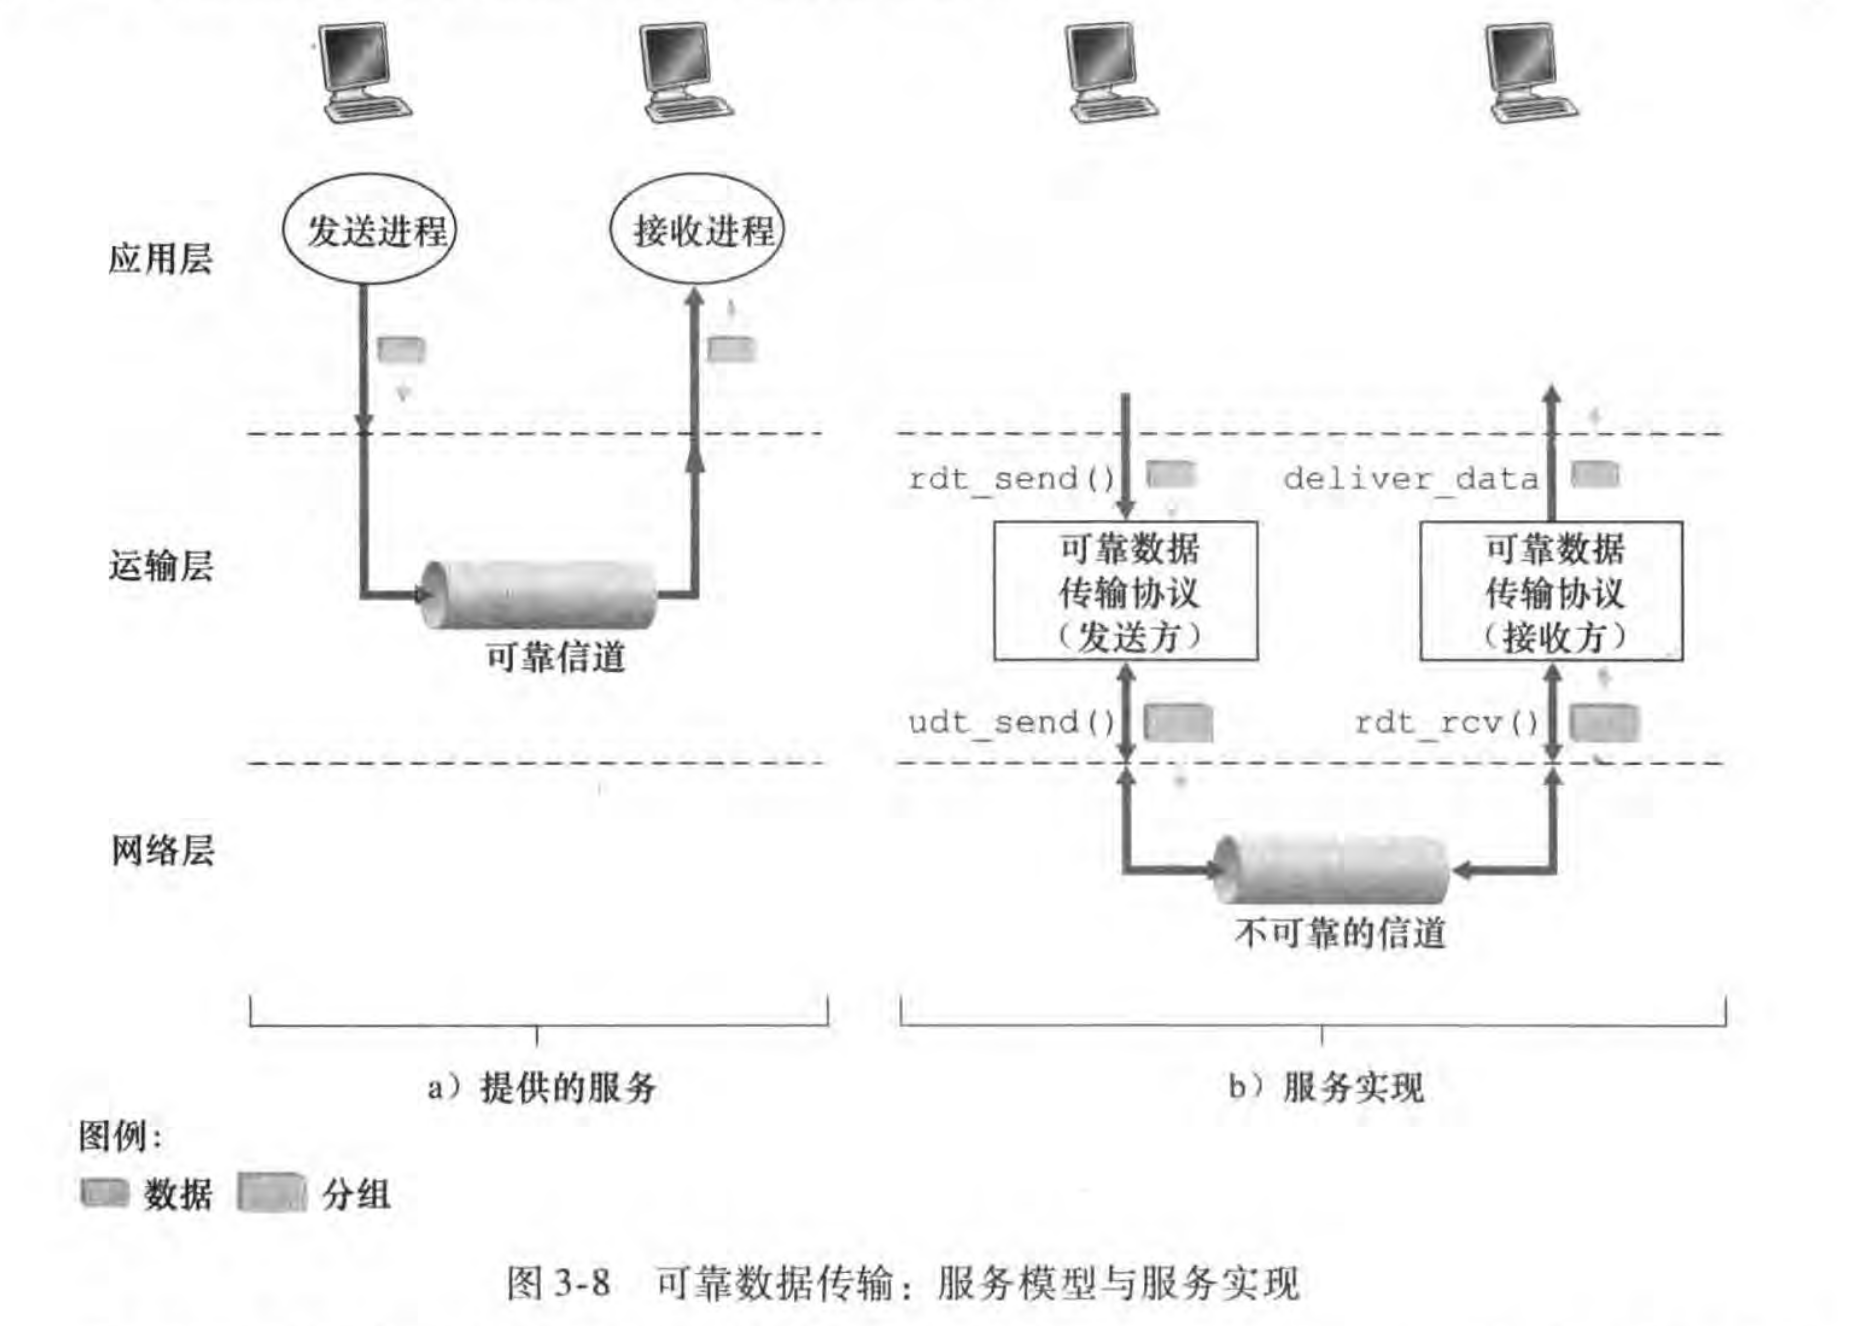 发送进程
接收进程
应用层
rdt_send()
deliver_data
可靠数据
传输协议
（发送方）
可靠数据
传输协议
（接收方）
运输层
可靠信道
udt_send()
rdt_rcv()
网络层
不可靠的信道
a）提供的服务
b）服务实现
图例：
数据
分组
图 3-8 可靠数据传输：服务模型与服务实现